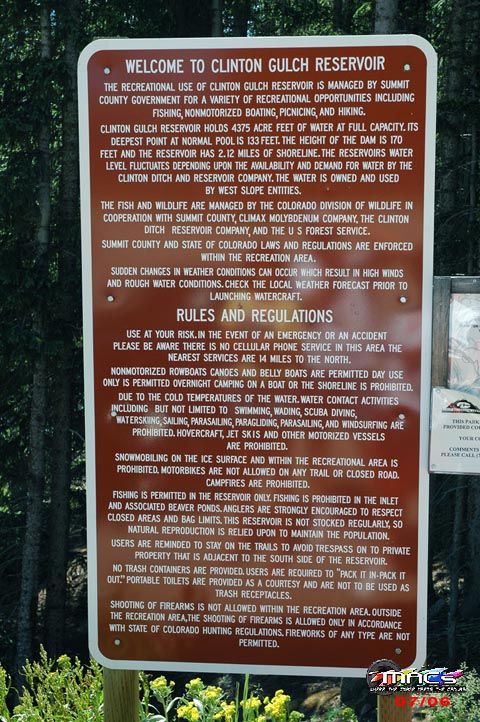 WELCOME TO CLINTON GULCH RESERVOIR
THE RECREATIONAL USE OF CLINTON GULCH RESERVOIR IS MANAGED BY SUMMIT
COUNTY GOVERNMENT FOR A VARIETY OF RECREATIONAL OPPORTUNITIES INCLUDING
FISHING, NONMOTORIZED BOATING, PICNICING, AND HIKING.
CLINTON GULCH RESERVOIR HOLDS 4375 ACRE FEET OF WATER AT FULL CAPACITY. ITS
DEEPEST POINT AT NORMAL POOL IS 133 FEET. THE HEIGHT OF THE DAM IS 170
FEET AND THE RESERVOIR HAS 2.12 MILES OF SHORELINE. THE RESERVOIRS WATER
LEVEL FLUCTUATES DEPENDING UPON THE AVAILABILITY AND DEMAND FOR WATER BY THE
CLINTON DITCH AND RESERVOIR COMPANY. THE WATER IS OWNED AND USED
BY WEST SLOPE ENTITIES.
THE FISH AND WILDLIFE ARE MANAGED BY THE COLORADO DIVISION OF WILDLIFE IN
COOPERATION WITH SUMMIT COUNTY, CLIMAX MOLYBDENUM COMPANY, THE CLINTON
DITCH RESERVOIR COMPANY, AND THE U S FOREST SERVICE.
SUMMIT COUNTY AND STATE OF COLORADO LAWS AND REGULATIONS ARE ENFORCED
WITHIN THE RECREATION AREA.
SUDDEN CHANGES IN WEATHER CONDITIONS CAN OCCUR WHICH RESULT IN HIGH WINDS
AND ROUGH WATER CONDITIONS. CHECK THE LOCAL WEATHER FORECAST PRIOR TO
LAUNCHING WATERCRAFT.
RULES AND REGULATIONS
USE AT YOUR RISK. IN THE EVENT OF AN EMERGENCY OR AN ACCIDENT
PLEASE BE AWARE THERE IS NO CELLULAR PHONE SERVICE IN THIS AREA THE
NEAREST SERVICES ARE 14 MILES TO THE NORTH.
NONMOTORIZED ROWBOATS CANOES AND BELLY BOATS ARE PERMITTED DAY USE
ONLY IS PERMITTED OVERNIGHT CAMPING ON A BOAT OR THE SHORELINE IS PROHIBITED.
DUE TO THE COLD TEMPERATURES OF THE WATER. WATER CONTACT ACTIVITIES
INCLUDING BUT NOT LIMITED TO SWIMMING, WADING, SCUBA DIVING,
WATERSKIING, SAILING, PARASAILING, PARAGLIDING, PARASAILING, AND WINDSURFING ARE
PROHIBITED. HOVERCRAFT, JET SKIS AND OTHER MOTORIZED VESSELS
ARE PROHIBITED.
SNOWMOBILING ON THE ICE SURFACE AND WITHIN THE RECREATIONAL AREA IS
PROHIBITED. MOTORBIKES ARE NOT ALLOWED ON ANY TRAIL OR CLOSED ROAD.
CAMPFIRES ARE PROHIBITED.
FISHING IS PERMITTED IN THE RESERVOIR ONLY. FISHING IS PROHIBITED IN THE INLET
AND ASSOCIATED BEAVER PONDS. ANGLERS ARE STRONGLY ENCOURAGED TO RESPECT
CLOSED AREAS AND BAG LIMITS. THIS RESERVOIR IS NOT STOCKED REGULARLY, SO
NATURAL REPRODUCTION IS RELIED UPON TO MAINTAIN THE POPULATION.
USERS ARE REMINDED TO STAY ON THE TRAILS TO AVOID TRESPASS ON TO PRIVATE
PROPERTY THAT IS ADJACENT TO THE SOUTH SIDE OF THE RESERVOIR.
NO TRASH CONTAINERS ARE PROVIDED. USERS ARE REQUIRED TO "PACK IT IN-PACK IT
OUT." PORTABLE TOILETS ARE PROVIDED AS A COURTESY AND ARE NOT TO BE USED AS
TRASH RECEPTACLES.
SHOOTING OF FIREARMS IS NOT ALLOWED WITHIN THE RECREATION AREA. OUTSIDE
THE RECREATION AREA, THE SHOOTING OF FIREARMS IS ALLOWED ONLY IN ACCORDANCE
WITH STATE OF COLORADO HUNTING REGULATIONS. FIREWORKS OF ANY TYPE ARE NOT
PERMITTED.
THIS PARK
PROVIDED
YOUR
COMMENTS
PLEASE CALL
07/06